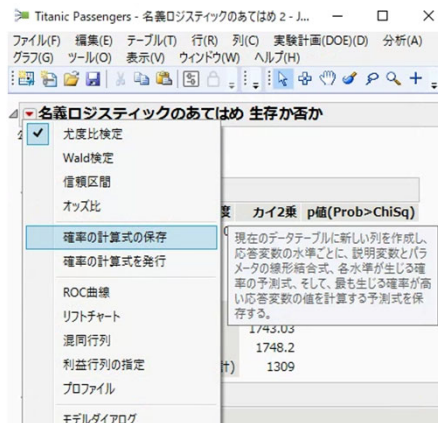 Titanic Passengers - 名義ロジスティックのあてはめ 2 - J...
ファイル(F) 編集(E) テーブル(T) 行(R) 列(C) 実験計画(DOE)(D) 分析(A)
グラフ(G) ツール(O) 表示(V) ウィンドウ(W) ヘルプ(H)
名義ロジスティックのあてはめ 生存か否か
尤度比検定
Wald検定
信頼区間
オッズ比
度 カイ2乗 p値(Prob>ChiSq)
確率の計算式の保存
確率の計算式を発行
現在のデータテーブルに新しい列を作成し、
応答変数の水準ごとに、説明変数とパラ
メータの線形結合式、各水準が生じる確
率の予測式、そして、最も生じる確率が高
い応答変数の値を計算する予測式を保
存する。
ROC曲線
リフトチャート
1743.03
混同行列
1748.2
利益行列の指定
計) 1309
プロファイル
モデルダイアログ